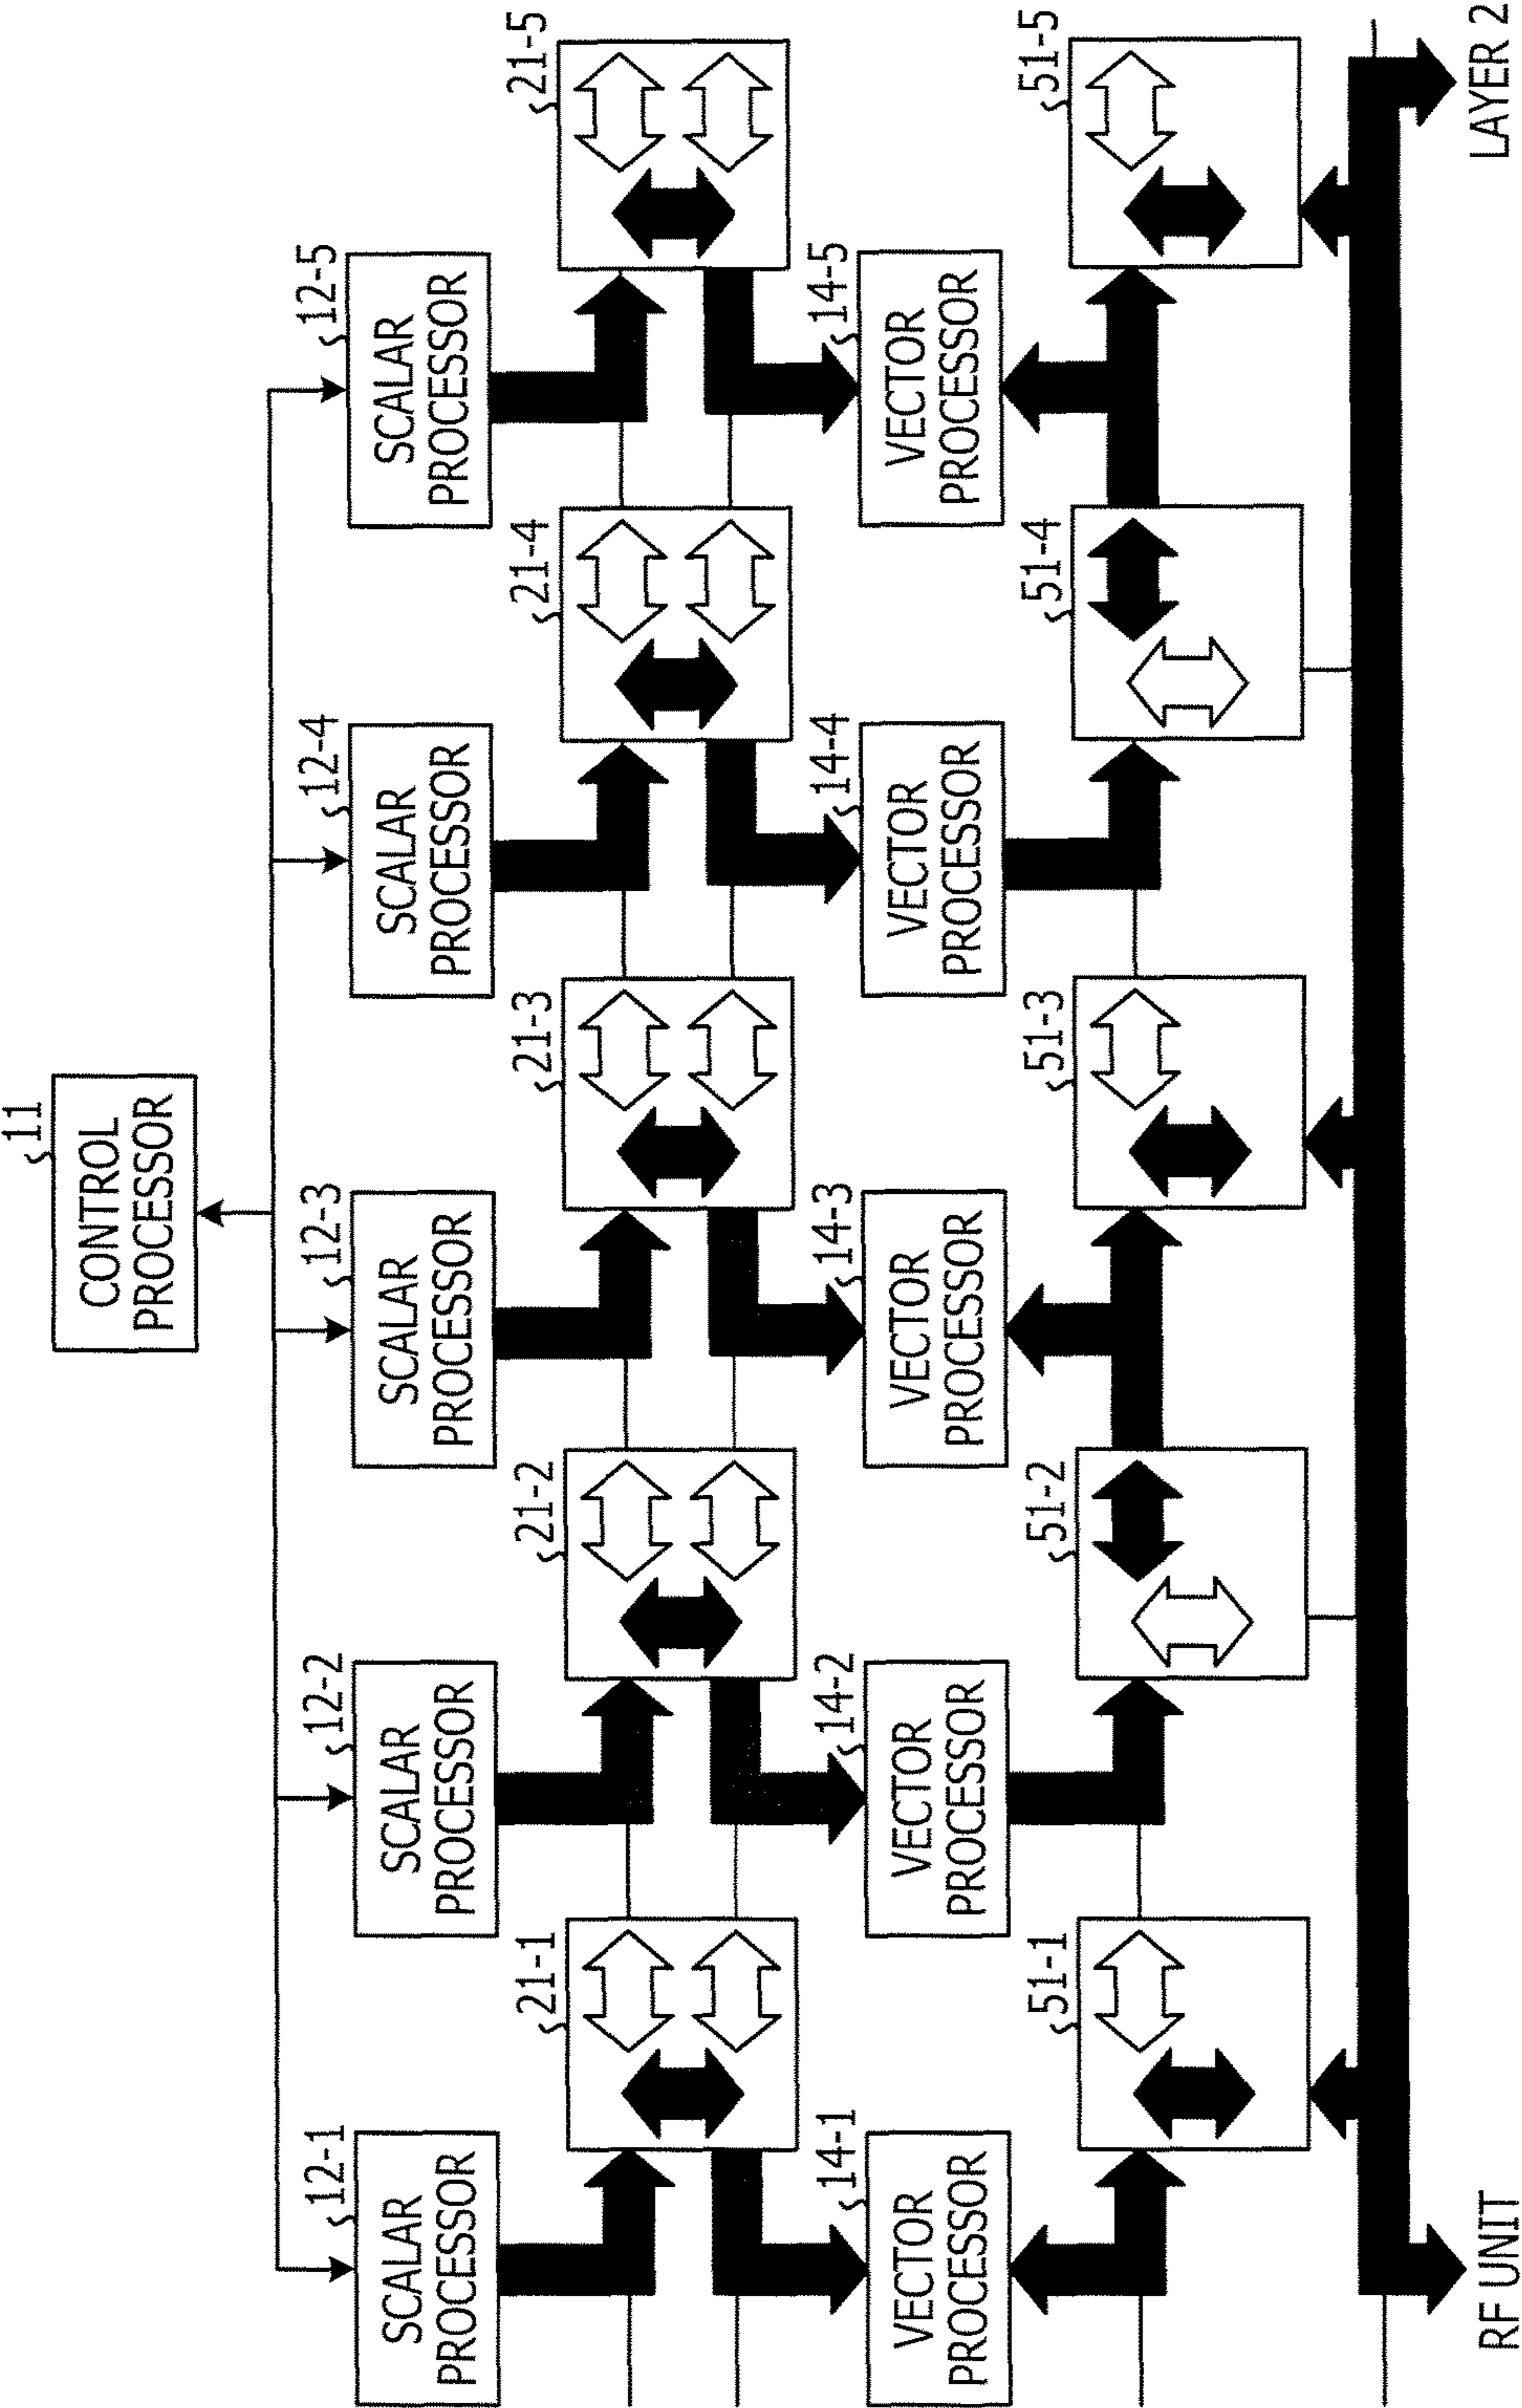 11
CONTROL
PROCESSOR
12-1
SCALAR
PROCESSOR
12-2
SCALAR
PROCESSOR
12-3
SCALAR
PROCESSOR
12-4
SCALAR
PROCESSOR
12-5
SCALAR
PROCESSOR
21-1
21-2
21-3
21-4
21-5
14-1
VECTOR
PROCESSOR
14-2
VECTOR
PROCESSOR
14-3
VECTOR
PROCESSOR
14-4
VECTOR
PROCESSOR
14-5
VECTOR
PROCESSOR
51-1
51-2
51-3
51-4
51-5
RF UNIT
LAYER 2